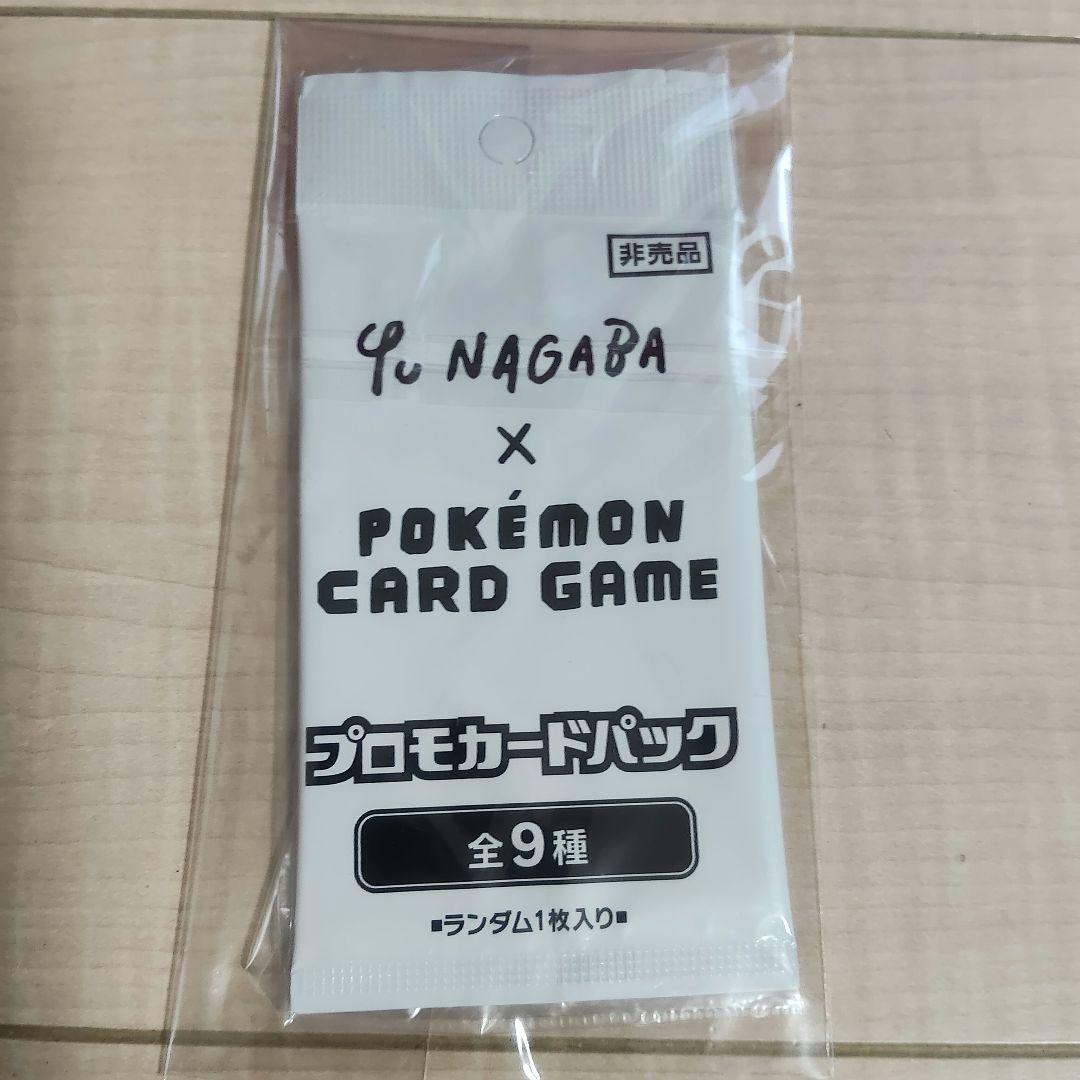 非売品
Yu NAGABA
×
POKÉMON
CARD GAME
プロモカードパック
全9種
■ランダム1枚入り■